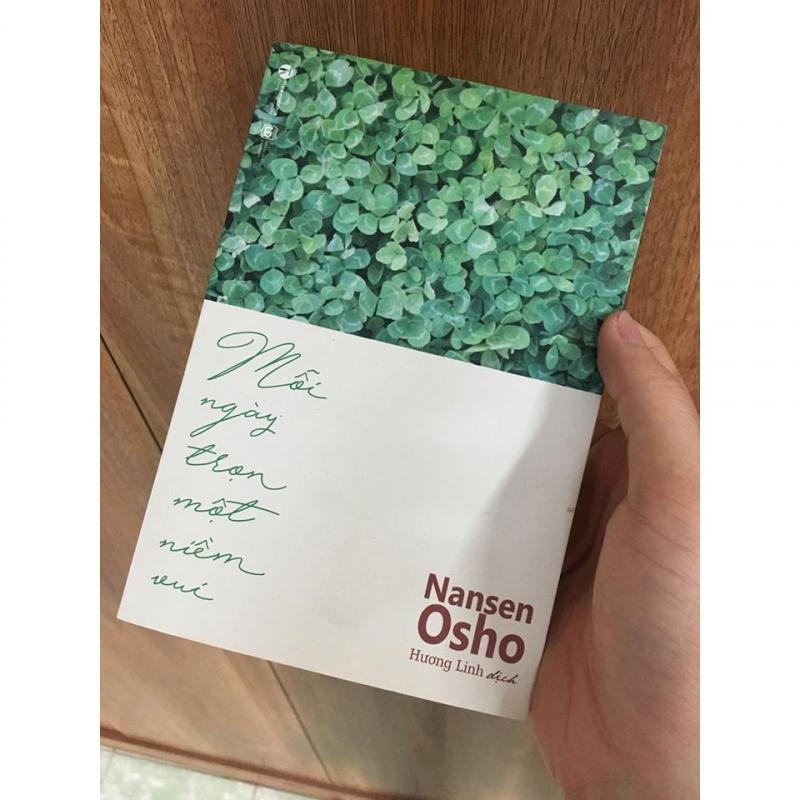 Mỗi
ngày
trọn
một
niềm
vui
Nansen
Osho
Hương Linh dịch